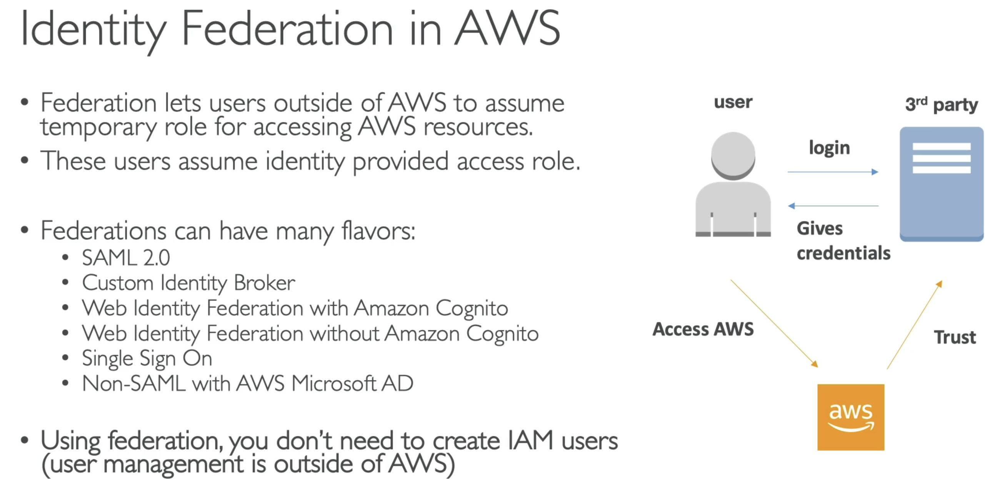 Identity Federation in AWS
• Federation lets users outside of AWS to assume
temporary role for accessing AWS resources.
• These users assume identity provided access role.
• Federations can have many flavors:
• SAML 2.0
• Custom Identity Broker
• Web Identity Federation with Amazon Cognito
• Web Identity Federation without Amazon Cognito
• Single Sign On
• Non-SAML with AWS Microsoft AD
• Using federation, you don't need to create IAM users
(user management is outside of AWS)
user
3rd party
login
Gives
credentials
Access AWS
Trust
aws